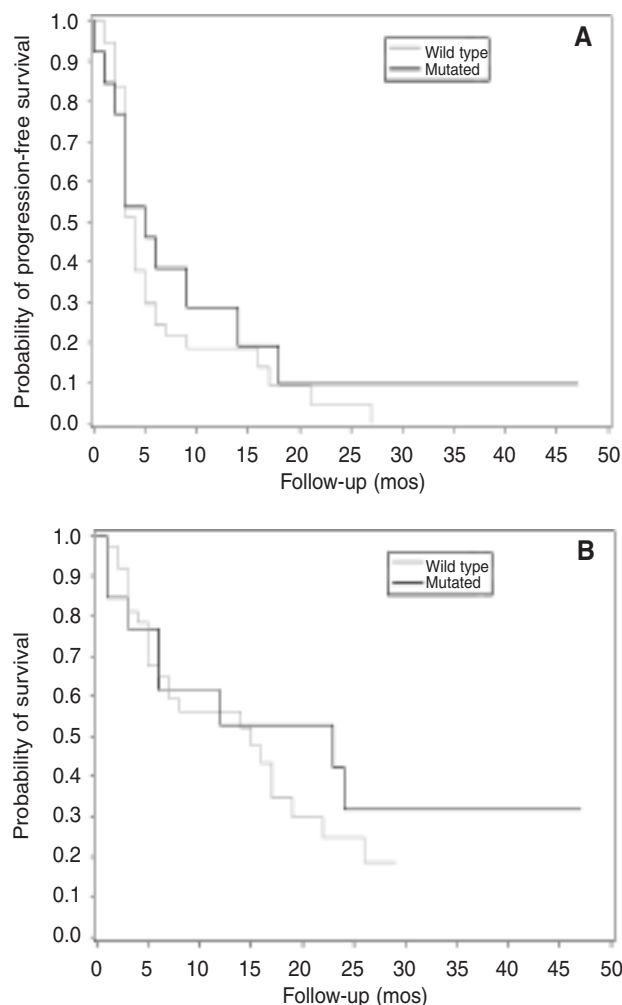 A
Wild type
Mutated
Probability of progression-free survival
1.0
0.9
0.8
0.7
0.6
0.5
0.4
0.3
0.2
0.1
0.0
0 5 10 15 20 25 30 35 40 45 50
Follow-up (mos)
B
Wild type
Mutated
Probability of survival
1.0
0.9
0.8
0.7
0.6
0.5
0.4
0.3
0.2
0.1
0.0
0 5 10 15 20 25 30 35 40 45 50
Follow-up (mos)